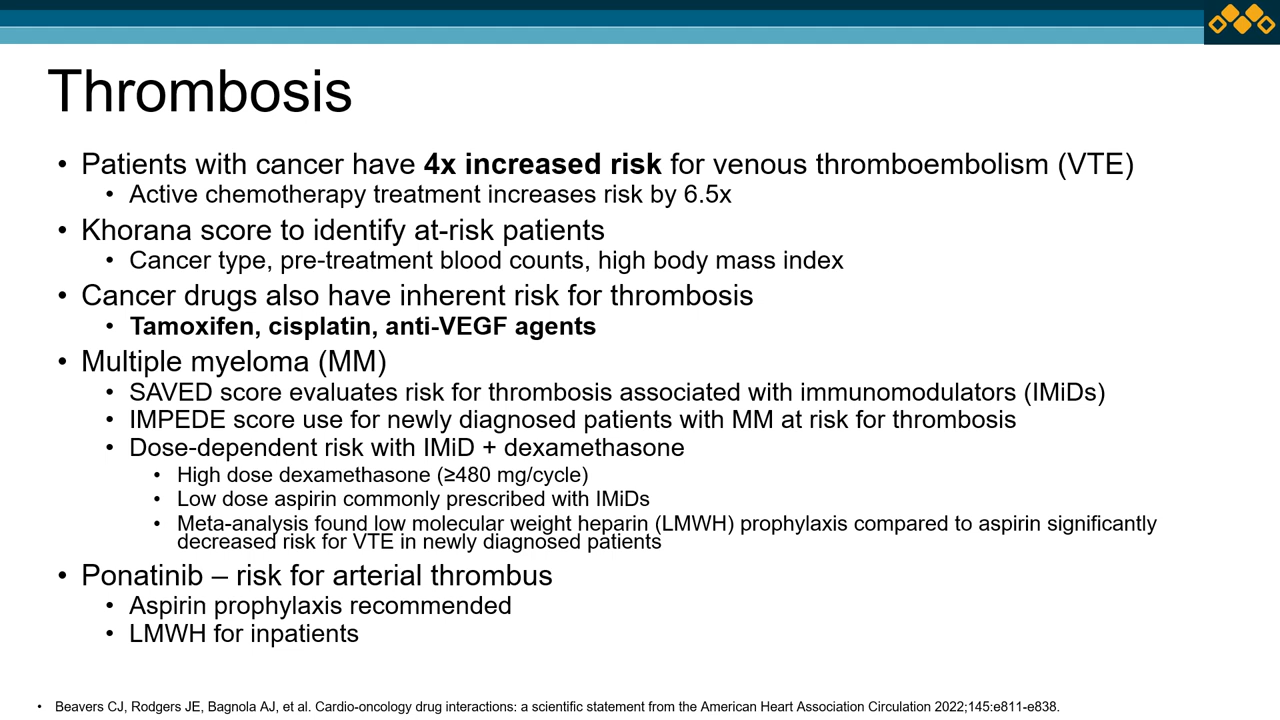 Thrombosis
• Patients with cancer have 4x increased risk for venous thromboembolism (VTE)
• Active chemotherapy treatment increases risk by 6.5x
• Khorana score to identify at-risk patients
• Cancer type, pre-treatment blood counts, high body mass index
• Cancer drugs also have inherent risk for thrombosis
• Tamoxifen, cisplatin, anti-VEGF agents
• Multiple myeloma (MM)
• SAVED score evaluates risk for thrombosis associated with immunomodulators (IMiDs)
• IMPEDE score use for newly diagnosed patients with MM at risk for thrombosis
• Dose-dependent risk with IMiD + dexamethasone
• High dose dexamethasone (≥480 mg/cycle)
• Low dose aspirin commonly prescribed with IMiDs
• Meta-analysis found low molecular weight heparin (LMWH) prophylaxis compared to aspirin significantly
decreased risk for VTE in newly diagnosed patients
• Ponatinib – risk for arterial thrombus
• Aspirin prophylaxis recommended
• LMWH for inpatients
• Beavers CJ, Rodgers JE, Bagnola AJ, et al. Cardio-oncology drug interactions: a scientific statement from the American Heart Association Circulation 2022;145:e811-e838.